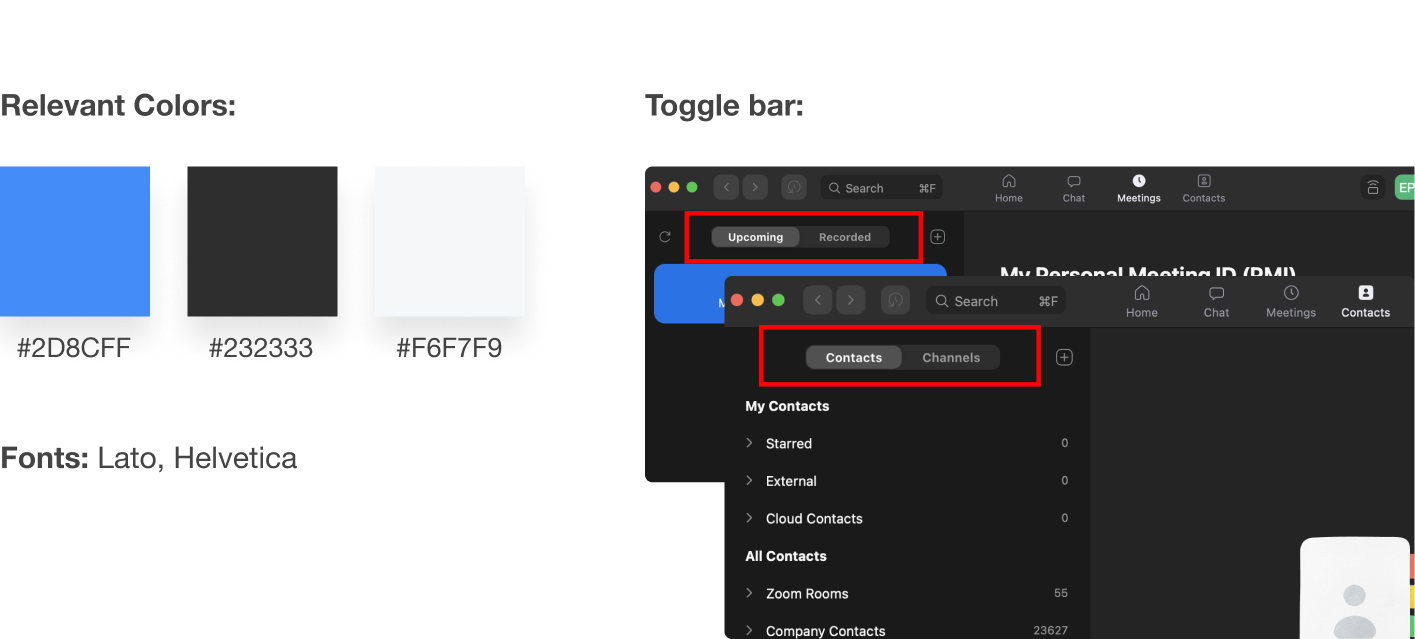 Relevant Colors:
#2D8CFF
#232333
#F6F7F9
Fonts: Lato, Helvetica
Toggle bar:
Search
⌘F
Home
Chat
Meetings
Contacts
EP
Upcoming
Recorded
My Personal Meeting ID (PMI)
M
Search
⌘F
Home
Chat
Meetings
Contacts
Contacts
Channels
My Contacts
Starred 0
External 0
Cloud Contacts 0
All Contacts
Zoom Rooms 55
Company Contacts 23627